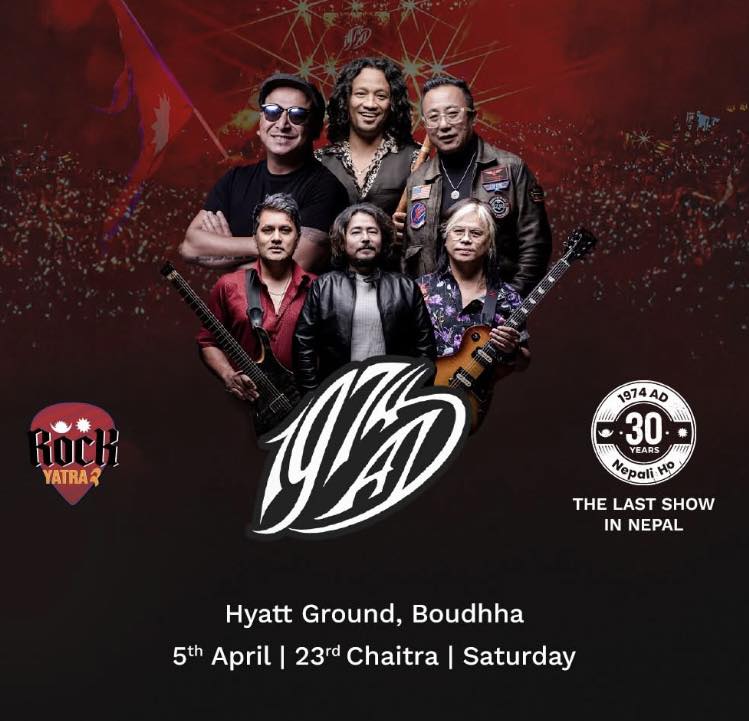 1974 AD
ROCK
YATRA २
1974 AD
30
YEARS
Nepali Ho
THE LAST SHOW
IN NEPAL
Hyatt Ground, Boudhha
5th April | 23rd Chaitra | Saturday